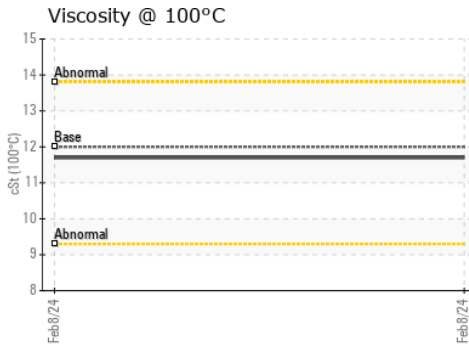 Viscosity @ 100°C
15
14
13
12
11
10
9
8
cSt (100°C)
Abnormal
Base
Abnormal
Feb8/24
Feb8/24